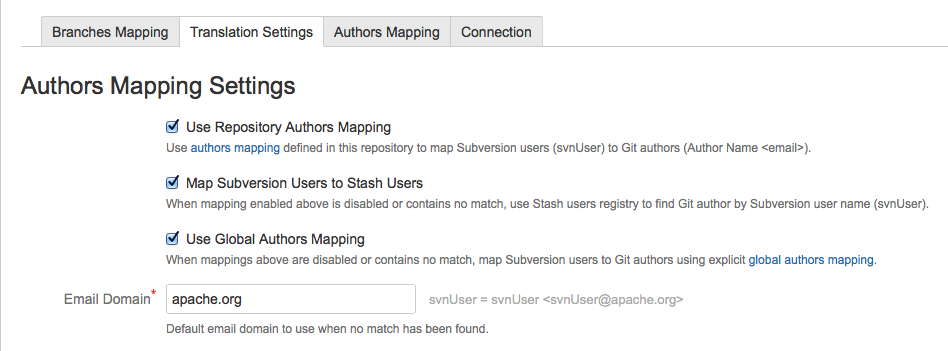 Branches Mapping Translation Settings Authors Mapping Connection
Authors Mapping Settings
Use Repository Authors Mapping
Use authors mapping defined in this repository to map Subversion users (svnUser) to Git authors (Author Name <email>).
Map Subversion Users to Stash Users
When mapping enabled above is disabled or contains no match, use Stash users registry to find Git author by Subversion user name (svnUser).
Use Global Authors Mapping
When mappings above are disabled or contains no match, map Subversion users to Git authors using explicit global authors mapping.
Email Domain* apache.org svnUser = svnUser <svnUser@apache.org>
Default email domain to use when no match has been found.